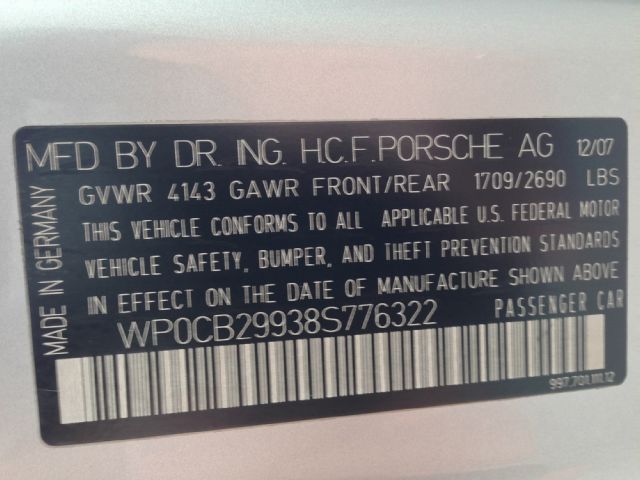 MFD BY DR. ING. H.C.F. PORSCHE AG 12/07
GVWR 4143 GAWR FRONT/REAR 1709/2690 LBS
THIS VEHICLE CONFORMS TO ALL APPLICABLE U.S. FEDERAL MOTOR
VEHICLE SAFETY, BUMPER, AND THEFT PREVENTION STANDARDS
IN EFFECT ON THE DATE OF MANUFACTURE SHOWN ABOVE
WP0CB29938S776322 PASSENGER CAR
997.701.111.12
MADE IN GERMANY